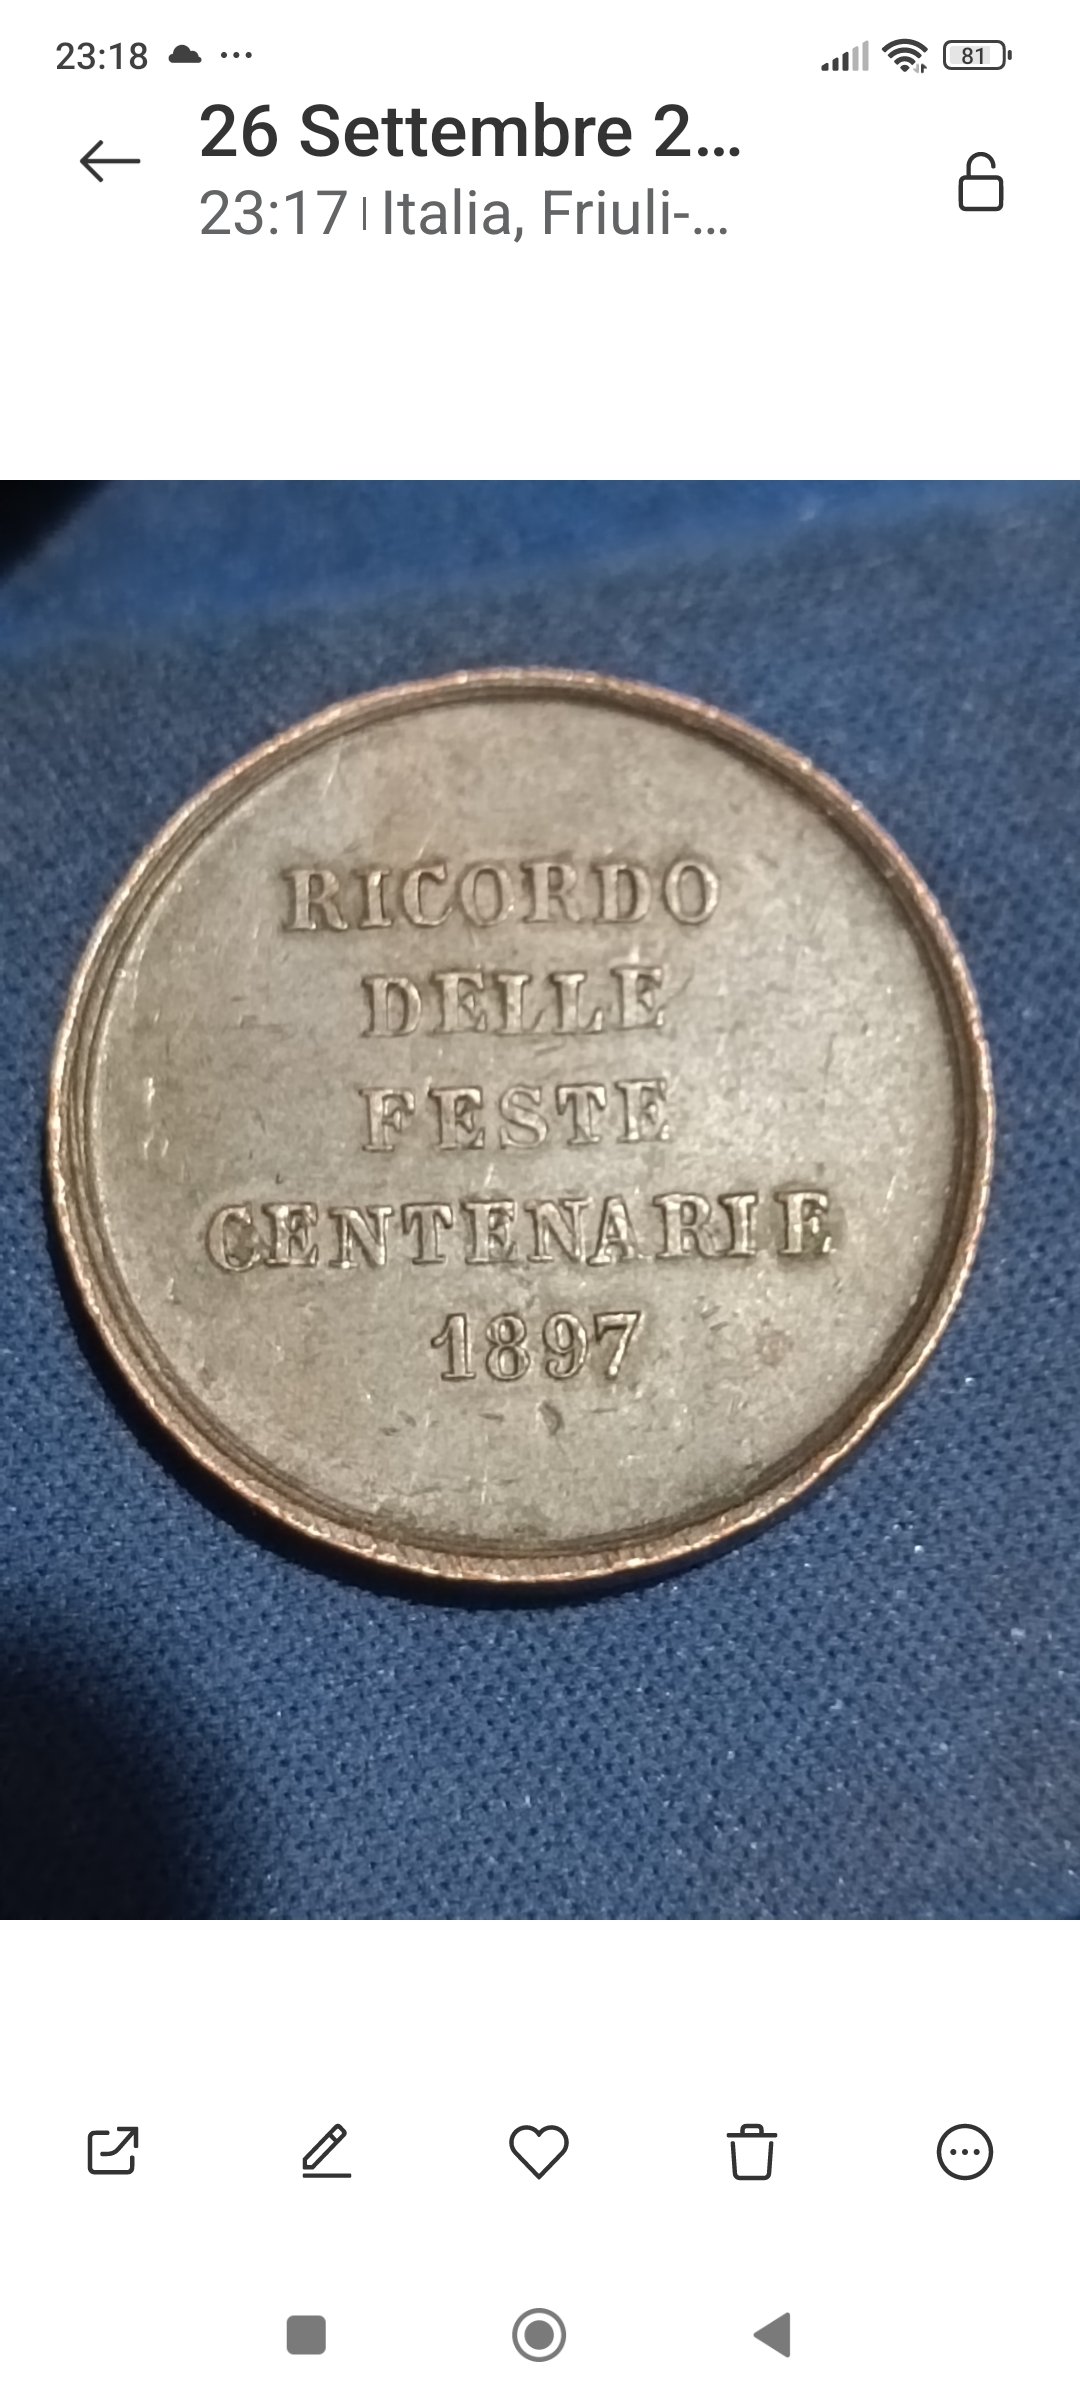 23:18
81
26 Settembre 2...
23:17 | Italia, Friuli-...
RICORDO
DELLE
FESTE
CENTENARIE
1897